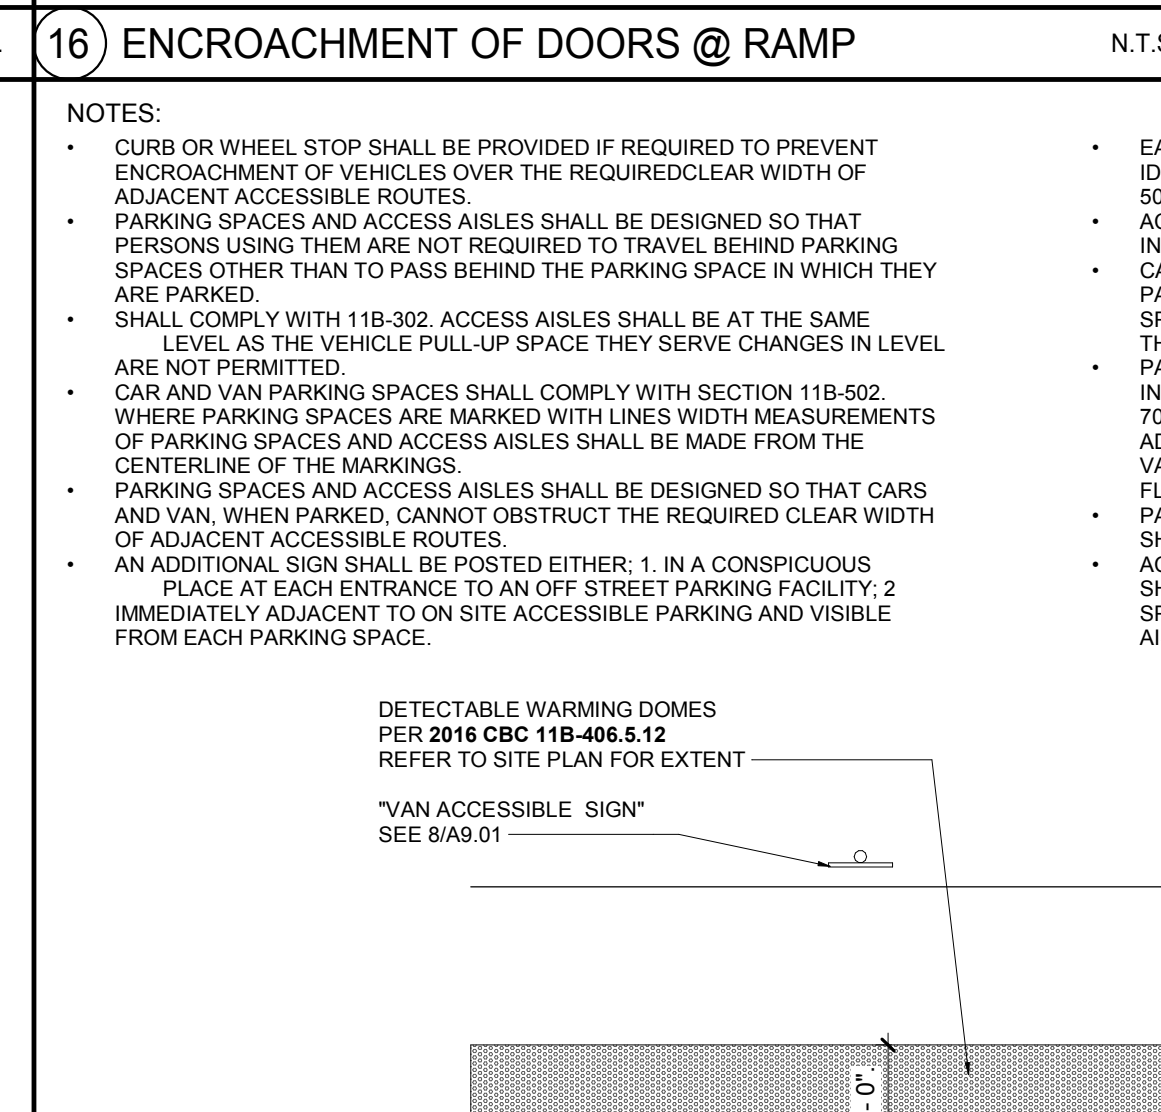 16 ENCROACHMENT OF DOORS @ RAMP
N.T.S
NOTES:
• CURB OR WHEEL STOP SHALL BE PROVIDED IF REQUIRED TO PREVENT
ENCROACHMENT OF VEHICLES OVER THE REQUIREDCLEAR WIDTH OF
ADJACENT ACCESSIBLE ROUTES.
• PARKING SPACES AND ACCESS AISLES SHALL BE DESIGNED SO THAT
PERSONS USING THEM ARE NOT REQUIRED TO TRAVEL BEHIND PARKING
SPACES OTHER THAN TO PASS BEHIND THE PARKING SPACE IN WHICH THEY
ARE PARKED.
• SHALL COMPLY WITH 11B-302. ACCESS AISLES SHALL BE AT THE SAME
LEVEL AS THE VEHICLE PULL-UP SPACE THEY SERVE CHANGES IN LEVEL
ARE NOT PERMITTED.
• CAR AND VAN PARKING SPACES SHALL COMPLY WITH SECTION 11B-502.
WHERE PARKING SPACES ARE MARKED WITH LINES WIDTH MEASUREMENTS
OF PARKING SPACES AND ACCESS AISLES SHALL BE MADE FROM THE
CENTERLINE OF THE MARKINGS.
• PARKING SPACES AND ACCESS AISLES SHALL BE DESIGNED SO THAT CARS
AND VAN, WHEN PARKED, CANNOT OBSTRUCT THE REQUIRED CLEAR WIDTH
OF ADJACENT ACCESSIBLE ROUTES.
• AN ADDITIONAL SIGN SHALL BE POSTED EITHER; 1. IN A CONSPICUOUS
PLACE AT EACH ENTRANCE TO AN OFF STREET PARKING FACILITY; 2
IMMEDIATELY ADJACENT TO ON SITE ACCESSIBLE PARKING AND VISIBLE
FROM EACH PARKING SPACE.
DETECTABLE WARMING DOMES
PER 2016 CBC 11B-406.5.12
REFER TO SITE PLAN FOR EXTENT
"VAN ACCESSIBLE SIGN"
SEE 8/A9.01